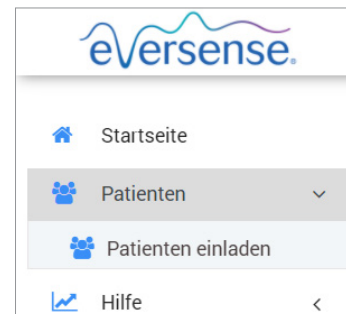 eversense.
Startseite
Patienten
Patienten einladen
Hilfe